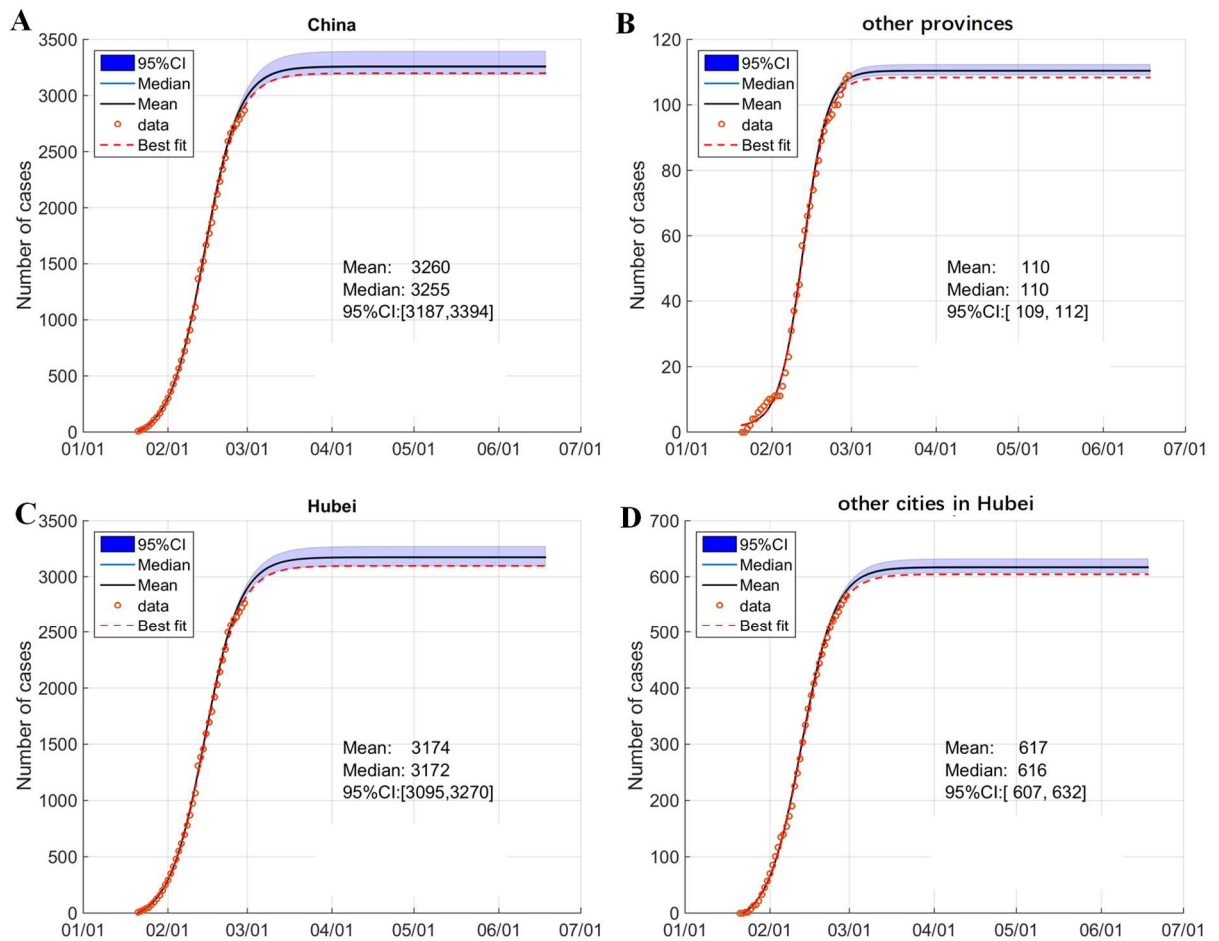 A
China
Number of cases
3500
3000
2500
2000
1500
1000
500
0
95%CI
Median
Mean
data
Best fit
Mean: 3260
Median: 3255
95%CI:[3187,3394]
01/01 02/01 03/01 04/01 05/01 06/01 07/01
B
other provinces
Number of cases
120
100
80
60
40
20
0
95%CI
Median
Mean
data
Best fit
Mean: 110
Median: 110
95%CI:[ 109, 112]
01/01 02/01 03/01 04/01 05/01 06/01 07/01
C
Hubei
Number of cases
3500
3000
2500
2000
1500
1000
500
0
95%CI
Median
Mean
data
Best fit
Mean: 3174
Median: 3172
95%CI:[3095,3270]
01/01 02/01 03/01 04/01 05/01 06/01 07/01
D
other cities in Hubei
Number of cases
700
600
500
400
300
200
100
0
95%CI
Median
Mean
data
Best fit
Mean: 617
Median: 616
95%CI:[ 607, 632]
01/01 02/01 03/01 04/01 05/01 06/01 07/01